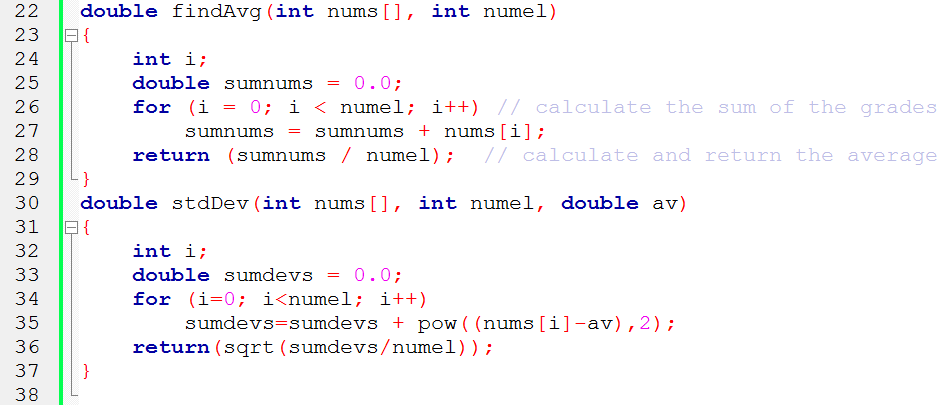 22 double findAvg(int nums[], int numel)
23 {
24 int i;
25 double sumnums = 0.0;
26 for (i = 0; i < numel; i++) // calculate the sum of the grades
27 sumnums = sumnums + nums[i];
28 return (sumnums / numel); // calculate and return the average
29 }
30 double stdDev(int nums[], int numel, double av)
31 {
32 int i;
33 double sumdevs = 0.0;
34 for (i=0; i<numel; i++)
35 sumdevs=sumdevs + pow((nums[i]-av),2);
36 return(sqrt(sumdevs/numel));
37 }
38